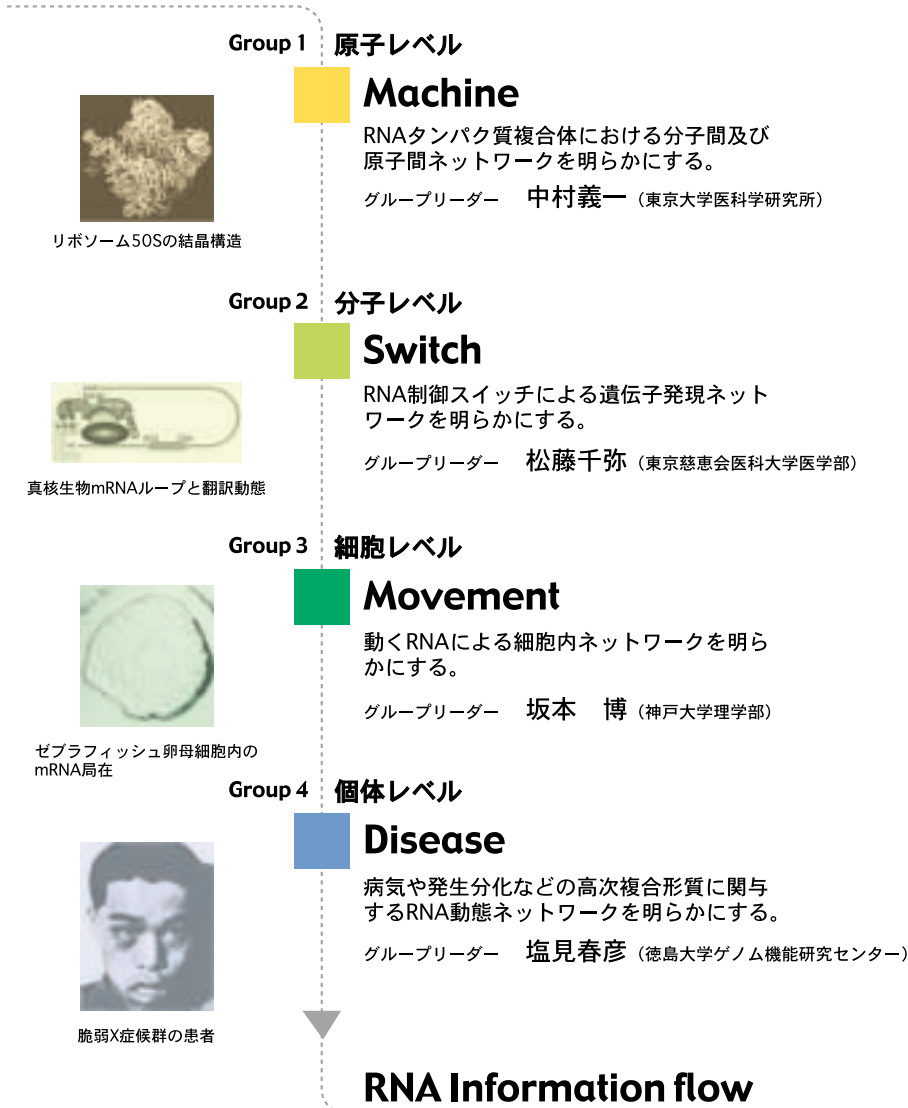 Group 1 原子レベル
Machine
RNAタンパク質複合体における分子間及び
原子間ネットワークを明らかにする。
グループリーダー 中村義一（東京大学医科学研究所）
リボソーム50Sの結晶構造
Group 2 分子レベル
Switch
RNA制御スイッチによる遺伝子発現ネット
ワークを明らかにする。
グループリーダー 松藤千弥（東京慈恵会医科大学医学部）
真核生物mRNAループと翻訳動態
Group 3 細胞レベル
Movement
動くRNAによる細胞内ネットワークを明ら
かにする。
グループリーダー 坂本　博（神戸大学理学部）
ゼブラフィッシュ卵母細胞内の
mRNA局在
Group 4 個体レベル
Disease
病気や発生分化などの高次複合形質に関与
するRNA動態ネットワークを明らかにする。
グループリーダー 塩見春彦（徳島大学ゲノム機能研究センター）
脆弱X症候群の患者
RNA Information flow